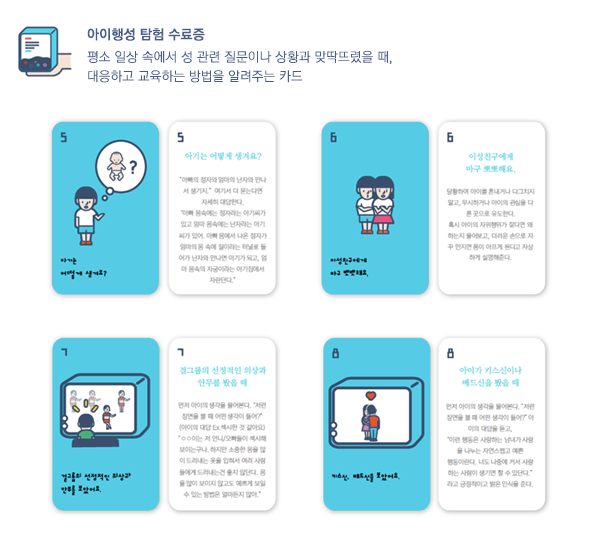 아이행성 탐험 수료증
평소 일상 속에서 성 관련 질문이나 상황과 맞딱뜨렸을 때,
대응하고 교육하는 방법을 알려주는 카드
5
?
아기는
어떻게 생겨요?
5
아기는 어떻게 생겨요?
"아빠의 정자와 엄마의 난자와 만나
서 생기지." 여기서 더 묻는다면
자세히 대답한다.
"아빠 몸속에는 정자라는 아기씨가
있고 엄마 몸속에는 난자라는 아기
씨가 있어. 아빠 몸에서 나온 정자가
엄마의 몸 속에 질이라는 터널로 들
어가 난자와 만나면 아기가 되고, 엄
마 몸속의 자궁이라는 아기집에서
자란단다."
6
이성친구에게
마구 뽀뽀해요.
6
이성친구에게
마구 뽀뽀해요.
당황하여 아이를 혼내거나 다그치지
말고, 무시하거나 아이의 관심을 다
른 곳으로 유도한다.
혹시 아이의 자위행위가 잦다면 왜
하는지 물어보고, 더러운 손으로 자
꾸 만지면 몸이 아프게 된다고 자상
하게 설명해준다.
7
걸그룹의 선정적인 의상과
안무를 보았어요.
7
걸그룹의 선정적인 의상과
안무를 봤을 때
먼저 아이의 생각을 물어본다. "저런
장면을 볼 때 어떤 생각이 들어?"
(아이의 대답 Ex.섹시한 것 같아요)
"ㅇㅇ이는 저 언니/오빠들이 섹시해
보이는구나. 하지만 소중한 몸을 많
이 드러내는 옷을 입혀서 여러 사람
들에게 드러내는건 좋지 않단다. 몸
을 많이 보이지 않고도 예쁘게 보일
수 있는 방법은 얼마든지 많아."
8
키스신, 베드신을 보았어요.
8
아이가 키스신이나
베드신을 봤을 때
먼저 아이의 생각을 물어본다. "저런
장면을 볼 때 어떤 생각이 들어?" 아
이의 대답을 듣고,
"이런 행동은 사랑하는 남녀가 사랑
을 나누는 자연스럽고 예쁜
행동이란다. 너도 나중에 커서 사랑
하는 사람이 생기면 할 수 있단다."
라고 긍정적이고 밝은 인식을 준다.